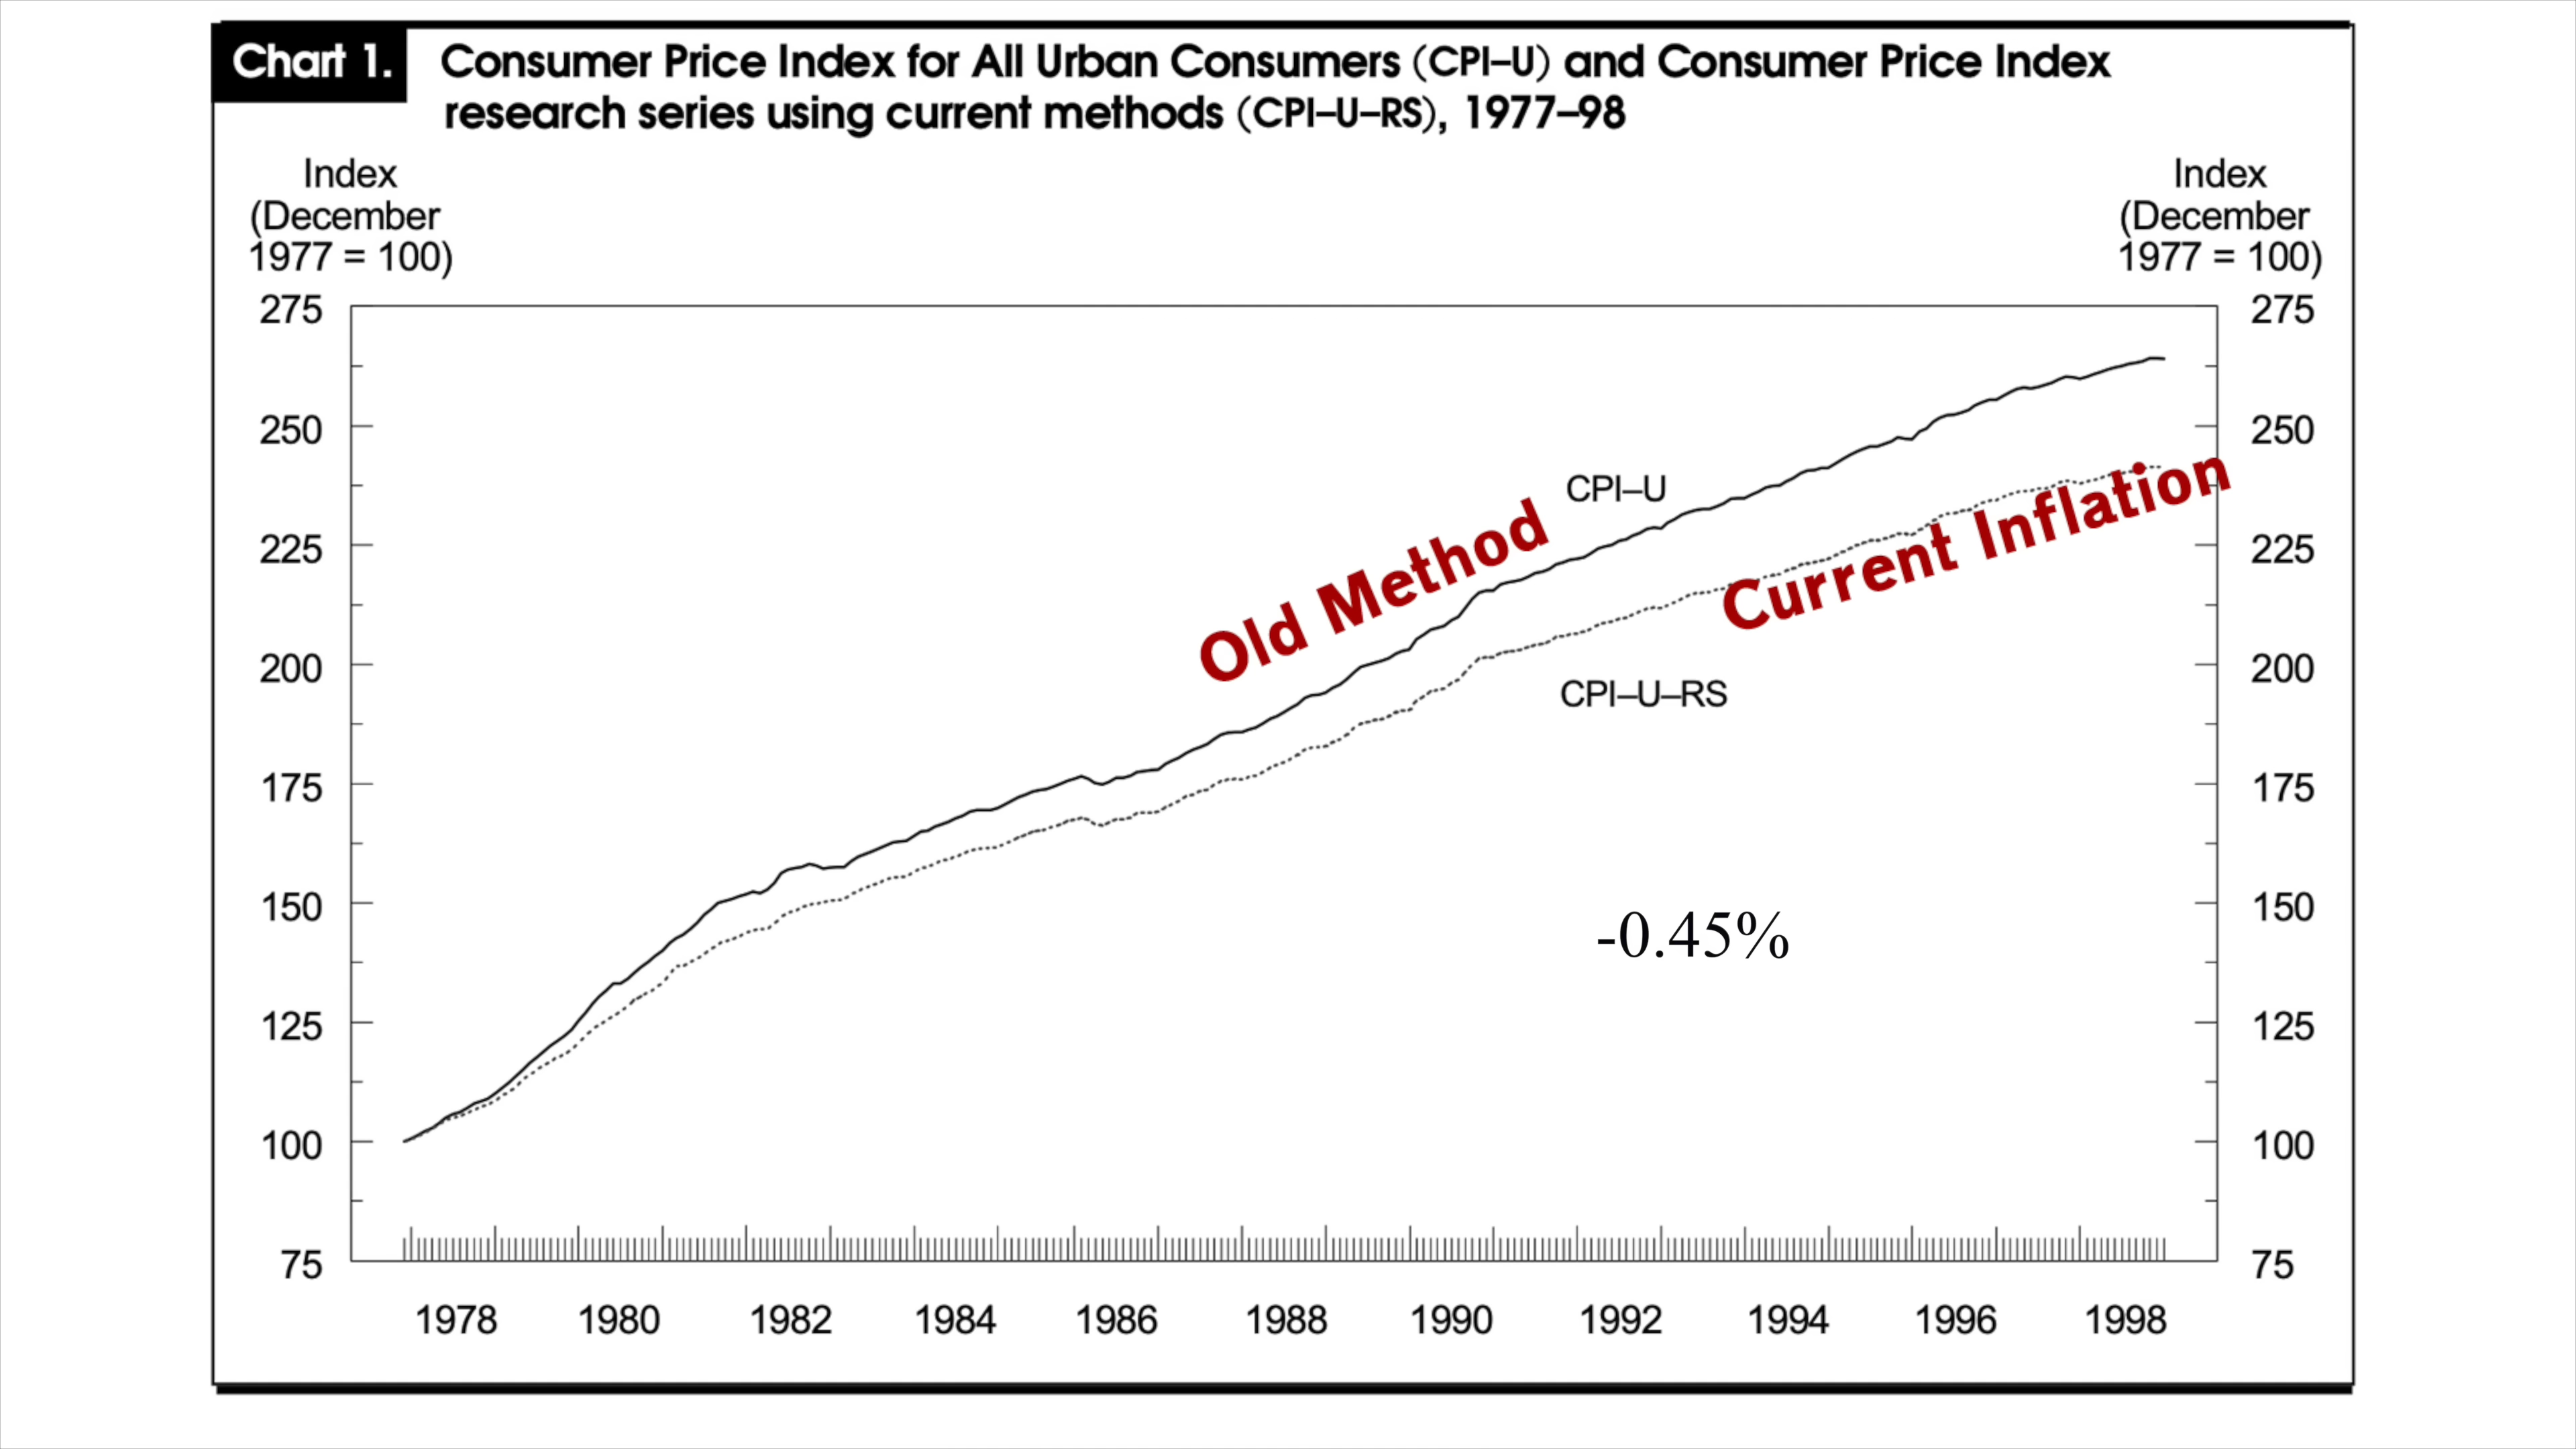 Chart 1.
Consumer Price Index for All Urban Consumers (CPI–U) and Consumer Price Index
research series using current methods (CPI–U–RS), 1977–98
Index
(December
1977 = 100)
Index
(December
1977 = 100)
275
250
225
200
175
150
125
100
75
CPI–U
Old Method
Current Inflation
CPI–U–RS
-0.45%
275
250
225
200
175
150
125
100
75
1978 1980 1982 1984 1986 1988 1990 1992 1994 1996 1998